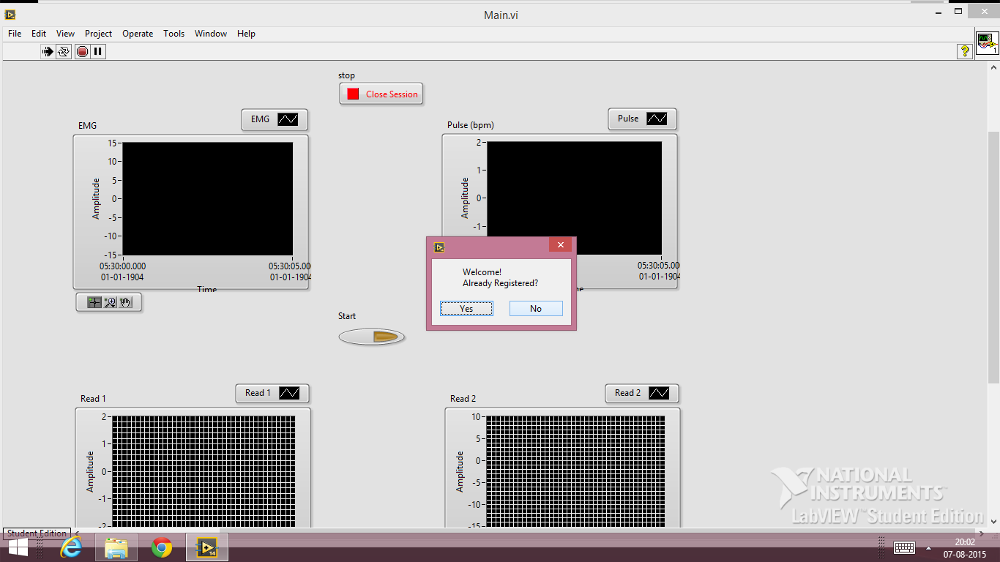 Main.vi
File Edit View Project Operate Tools Window Help
1
stop
Close Session
EMG
EMG
15
10
5
0
-5
-10
-15
Amplitude
05:30:00.000
01-01-1904
05:30:05.00
01-01-1904
Time
Pulse (bpm)
Pulse
2
1
0
-1
Amplitude
05:30:05.00
01-01-1904
Welcome!
Already Registered?
Yes No
Start
Read 1
Read 1
2
1
0
-1
-2
Amplitude
Read 2
Read 2
10
5
0
-5
-10
-15
Amplitude
NATIONAL
INSTRUMENTS™
LabVIEW™ Student Edition
Student Edition
14
20:02
07-08-2015